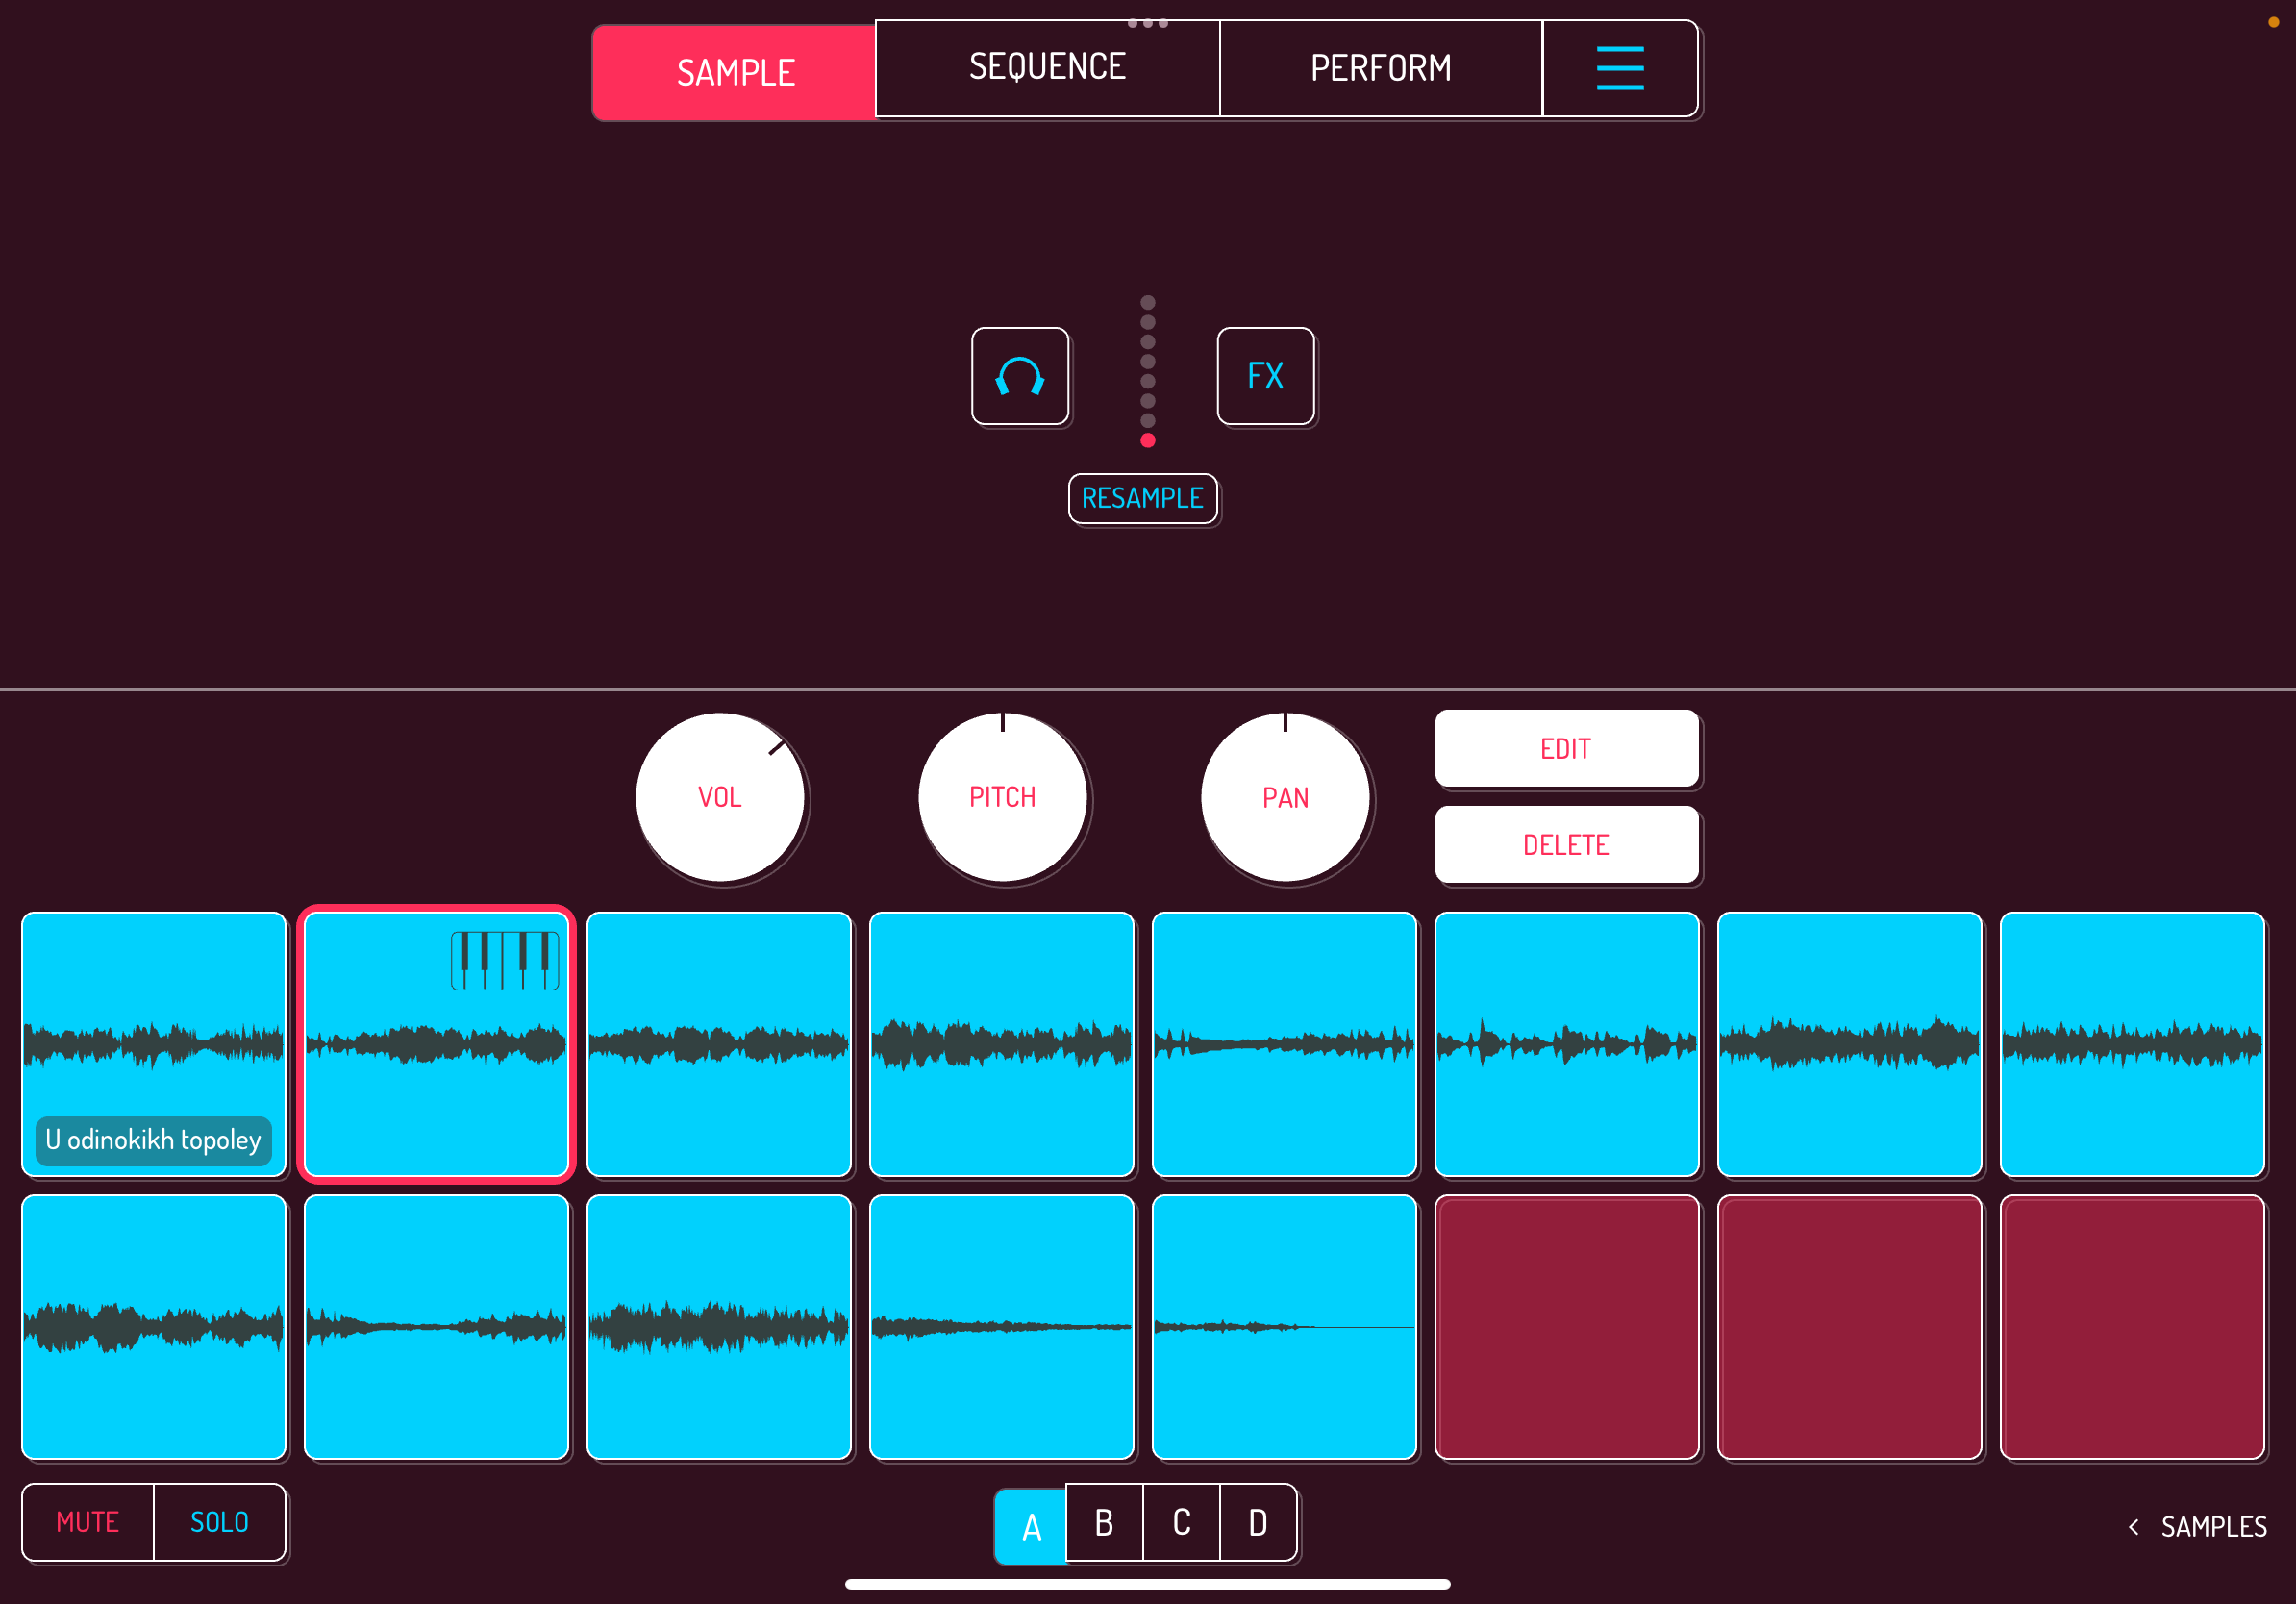 SAMPLE
SEQUENCE
PERFORM
FX
RESAMPLE
VOL
PITCH
PAN
EDIT
DELETE
U odinokikh topoley
MUTE
SOLO
A
B
C
D
< SAMPLES